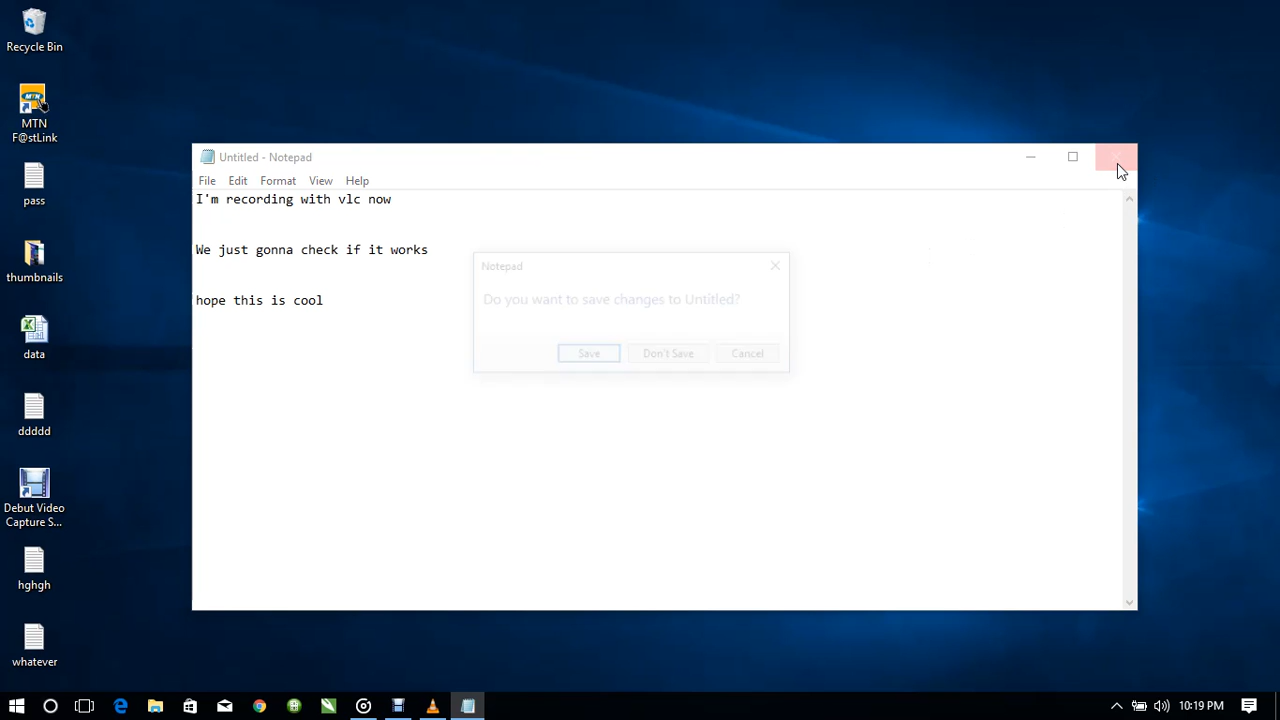 Recycle Bin
MTN
MTN
F@stLink
pass
thumbnails
data
ddddd
Debut Video
Capture S...
hghgh
whatever
Untitled - Notepad
File Edit Format View Help
I'm recording with vlc now
We just gonna check if it works
hope this is cool
Notepad
Do you want to save changes to Untitled?
Save Don't Save Cancel
10:19 PM